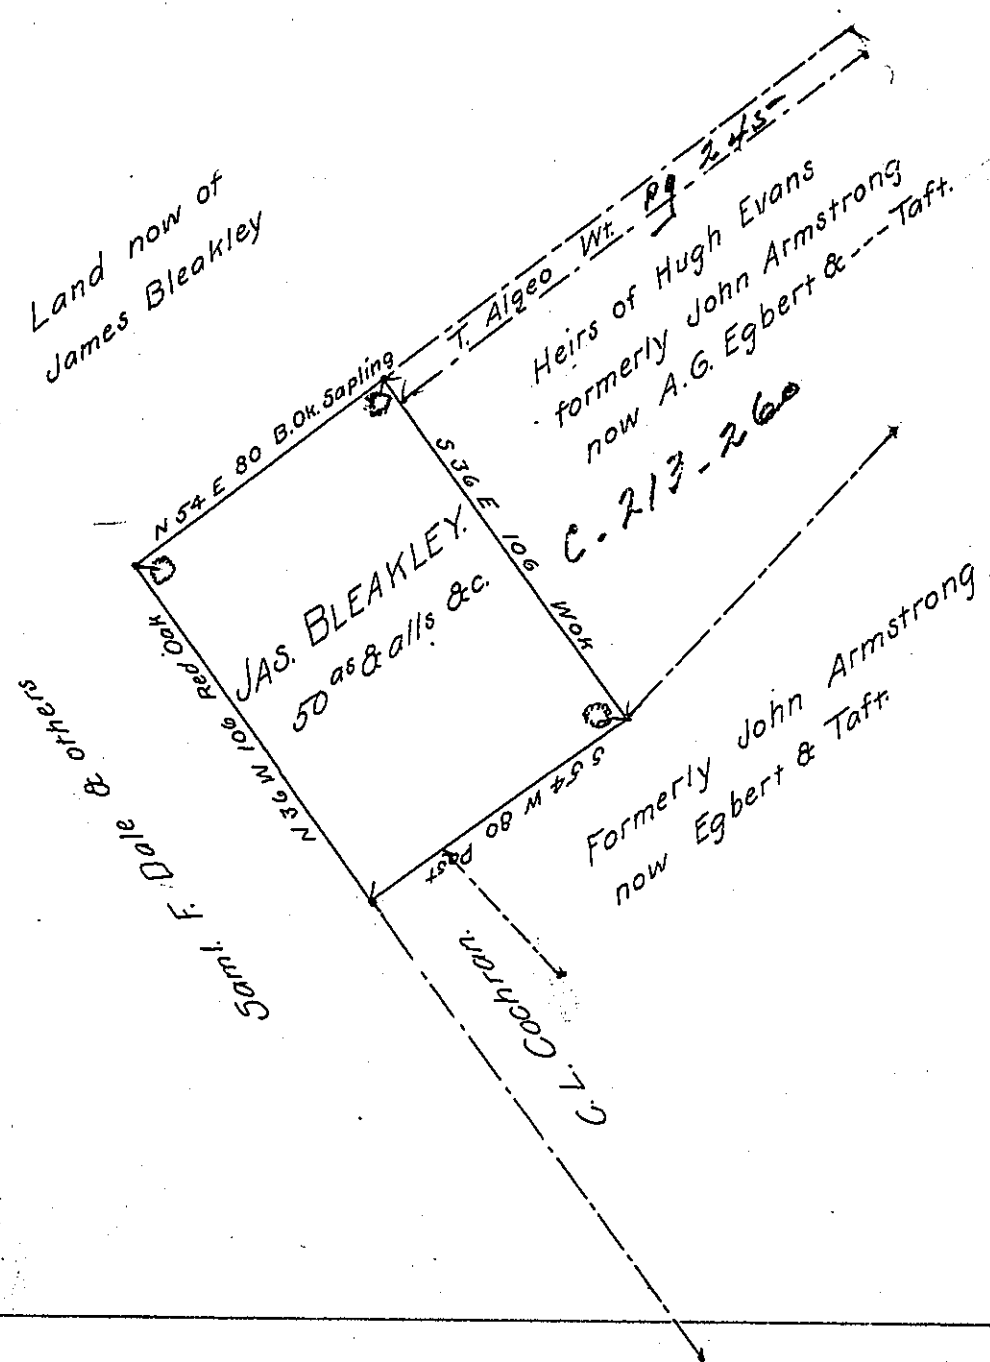 Land now of
James Bleakley
T. Algeo Wt. Pg 245
Heirs of Hugh Evans
formerly John Armstrong
now A.G. Egbert & --- Taft.
C. 213-260
N 54 E 80 B.Ok. Sapling
S 36 E 106 W Ok
JAS. BLEAKLEY.
50 as & alls &c.
N 36 W 106 Red Oak
S 54 W 80 Post
Saml. F. Dale & others
Formerly John Armstrong
now Egbert & Taft.
C.L. Cochran.